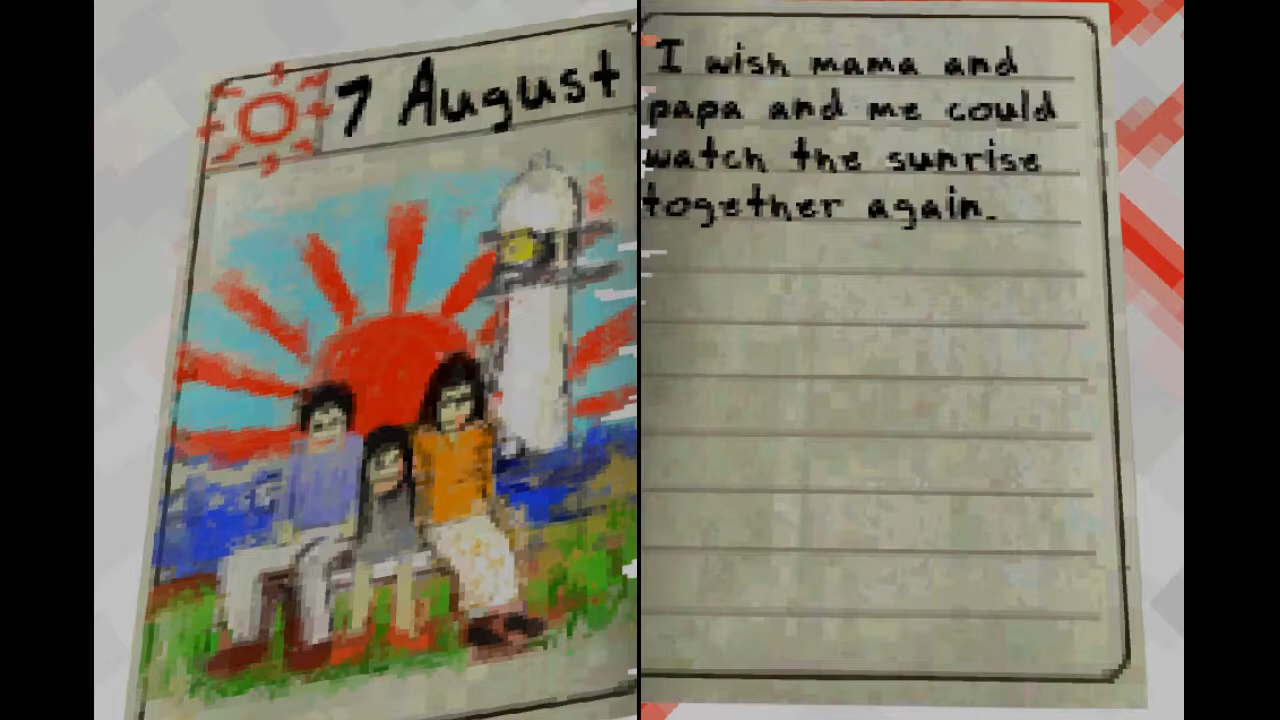 7 August
I wish mama and
papa and me could
watch the sunrise
together again.